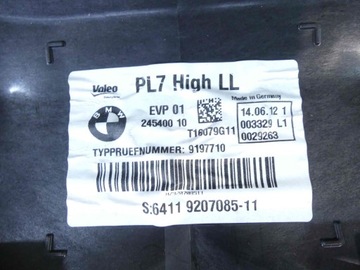 Valeo PL7 High LL
BMW
EVP 01
245400 10
T16079G11
Made in Germany
14.06.12 1
003329 L1
0029263
TYPPRUEFNUMMER: 9197710
S:6411 9207085-11